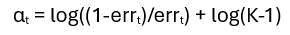 αₜ = log((1-errₜ)/errₜ) + log(K-1)